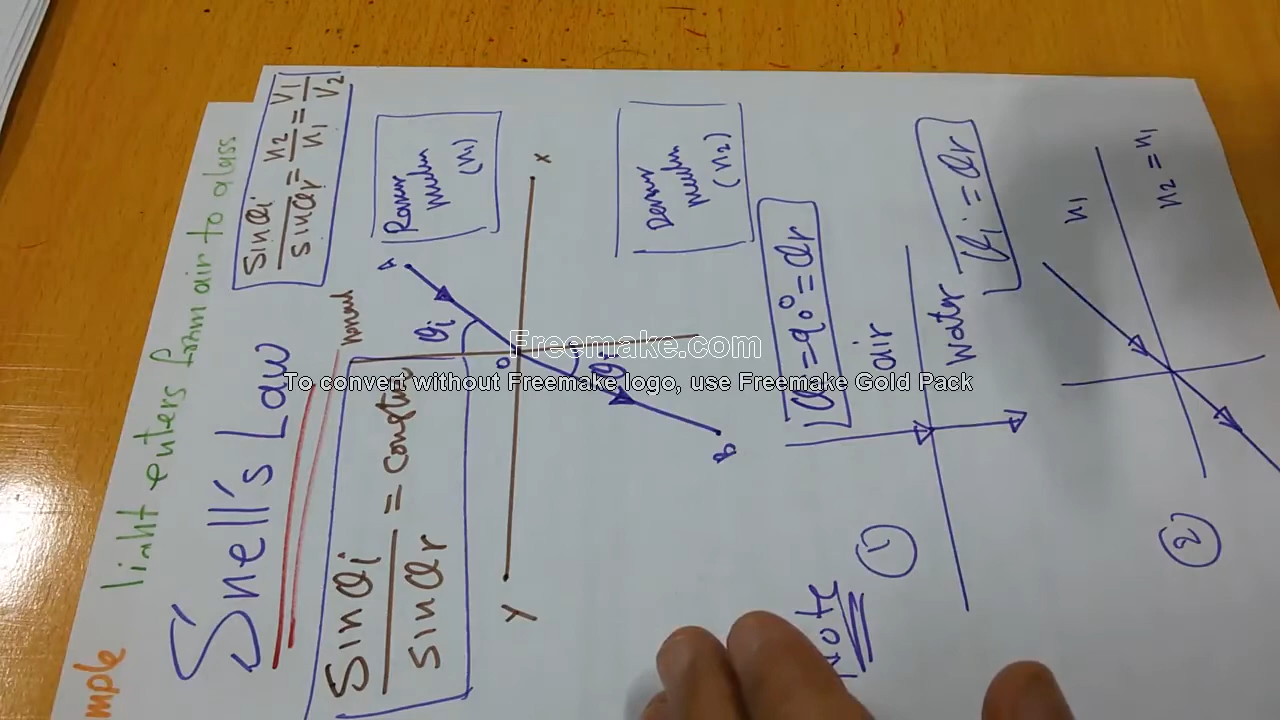 mple
light enters from air to glass
Snell's Law
sinθi / sinθr = n2 / n1 = V1 / V2
Sinθi / sinθr = constant
normal
A
θi
O
B
x
y
Rarer
medium
(n1)
Denser
medium
(n2)
Note
1
θi = 90° = θr
air
water
2
θi = θr
n1
n2 = n1
Freemake.com
To convert without Freemake logo, use Freemake Gold Pack